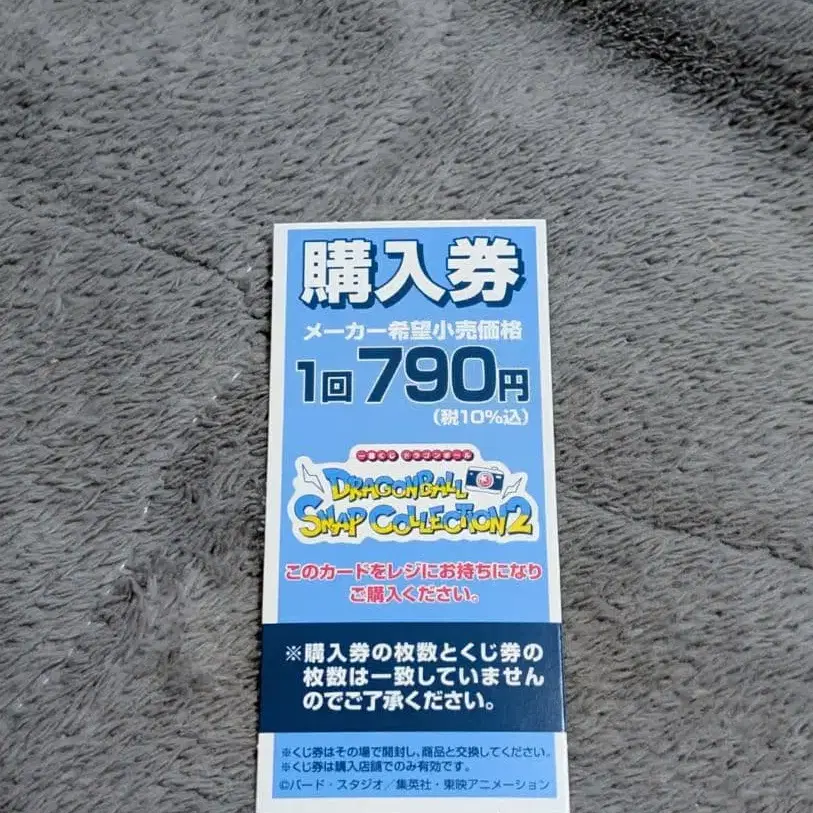 購入券
メーカー希望小売価格
1回790円
(税10%込)
一番くじ ドラゴンボール
DRAGONBALL
SNAP COLLECTION2
このカードをレジにお持ちになり
ご購入ください。
※購入券の枚数とくじ券の
枚数は一致していません
のでご了承ください。
※くじ券はその場で開封し、商品と交換してください。
※くじ券は購入店舗でのみ有効です。
©バード・スタジオ/集英社・東映アニメーション